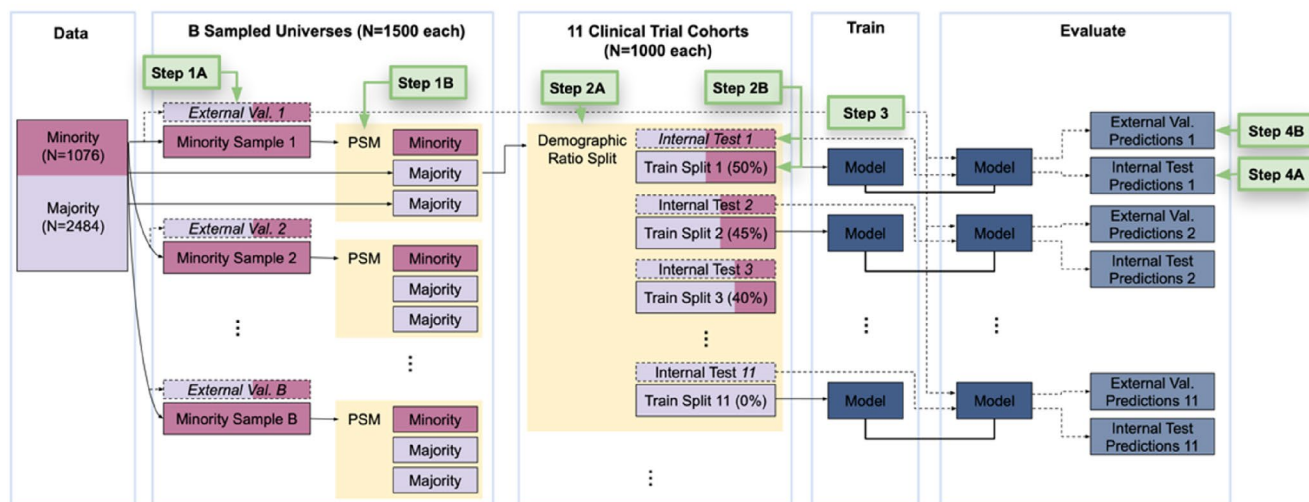 Data
B Sampled Universes (N=1500 each)
11 Clinical Trial Cohorts
(N=1000 each)
Train
Evaluate
Step 1A
Step 1B
Step 2A
Step 2B
Step 3
Step 4B
Step 4A
Minority
(N=1076)
Majority
(N=2484)
External Val. 1
Minority Sample 1
PSM
Minority
Majority
Majority
External Val. 2
Minority Sample 2
PSM
Minority
Majority
Majority
...
...
External Val. B
Minority Sample B
PSM
Minority
Majority
Majority
Demographic
Ratio Split
Internal Test 1
Train Split 1 (50%)
Internal Test 2
Train Split 2 (45%)
Internal Test 3
Train Split 3 (40%)
...
Internal Test 11
Train Split 11 (0%)
...
Model
Model
...
Model
Model
Model
...
Model
External Val.
Predictions 1
Internal Test
Predictions 1
External Val.
Predictions 2
Internal Test
Predictions 2
...
External Val.
Predictions 11
Internal Test
Predictions 11